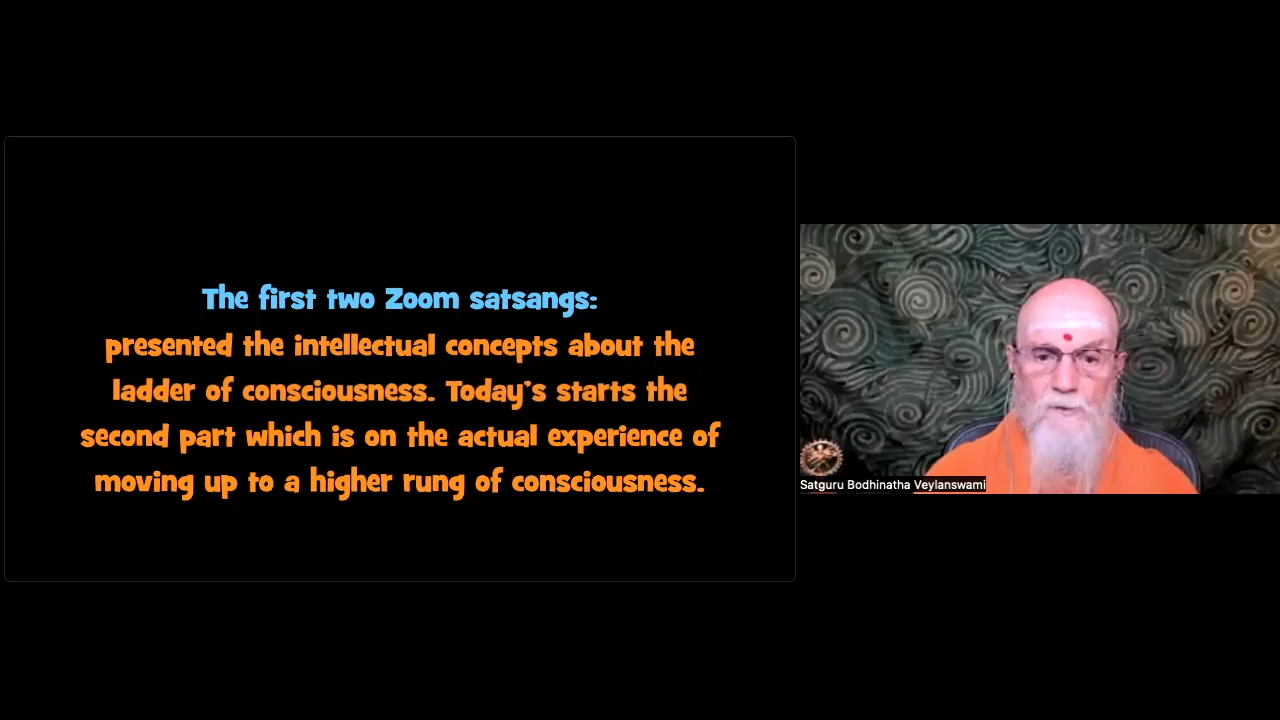 The first two Zoom satsangs:
presented the intellectual concepts about the
ladder of consciousness. Today's starts the
second part which is on the actual experience of
moving up to a higher rung of consciousness.
Satguru Bodhinatha Veylanswami